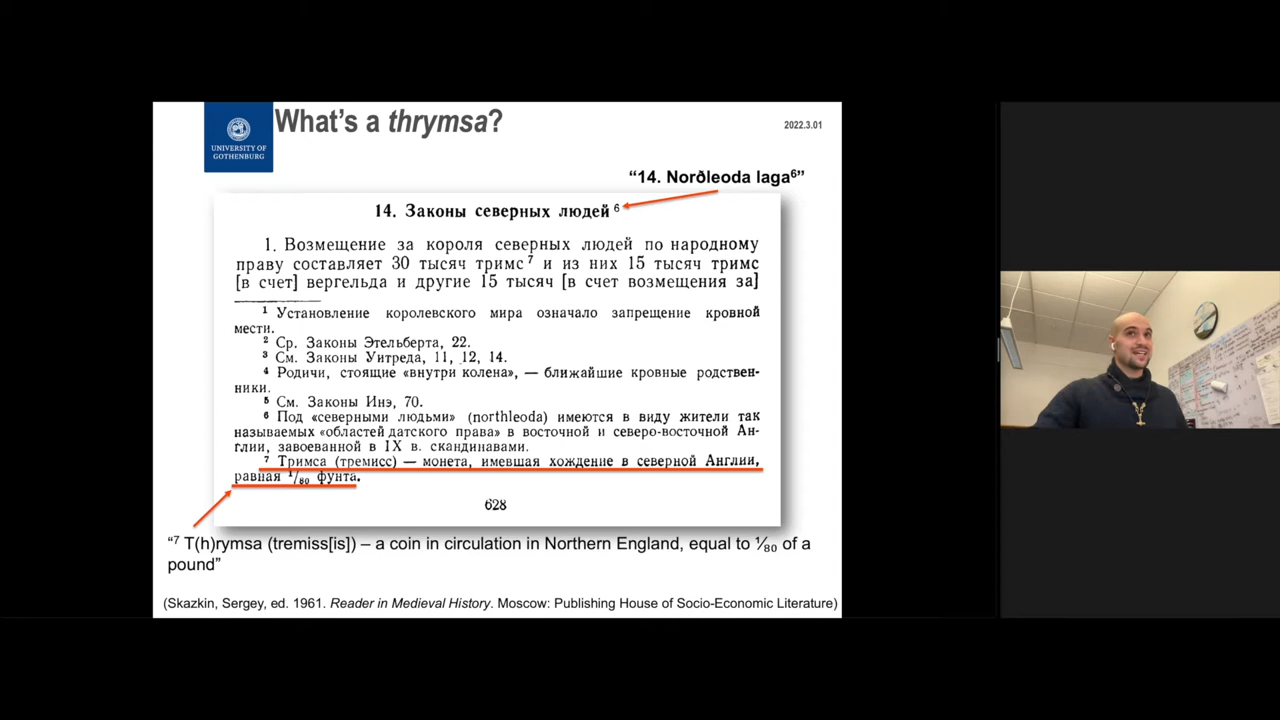 What's a thrymsa?
2022.3.01
UNIVERSITY OF
GOTHENBURG
“14. Norðleoda laga⁶”
14. Законы северных людей ⁶
1. Возмещение за короля северных людей по народному
праву составляет 30 тысяч тримс ⁷ и из них 15 тысяч тримс
[в счет] вергельда и другие 15 тысяч [в счет возмещения за]
¹ Установление королевского мира означало запрещение кровной
мести.
² Ср. Законы Этельберта, 22.
³ См. Законы Уитреда, 11, 12, 14.
⁴ Родичи, стоящие «внутри колена», — ближайшие кровные родствен-
ники.
⁵ См. Законы Инэ, 70.
⁶ Под «северными людьми» (northleoda) имеются в виду жители так
называемых «областей датского права» в восточной и северо-восточной Ан-
глии, завоеванной в IX в. скандинавами.
⁷ Тримса (тремисс) — монета, имевшая хождение в северной Англии,
равная ¹/₈₀ фунта.
628
“⁷ T(h)rymsa (tremiss[is]) – a coin in circulation in Northern England, equal to ¹⁄₈₀ of a
pound”
(Skazkin, Sergey, ed. 1961. Reader in Medieval History. Moscow: Publishing House of Socio-Economic Literature)